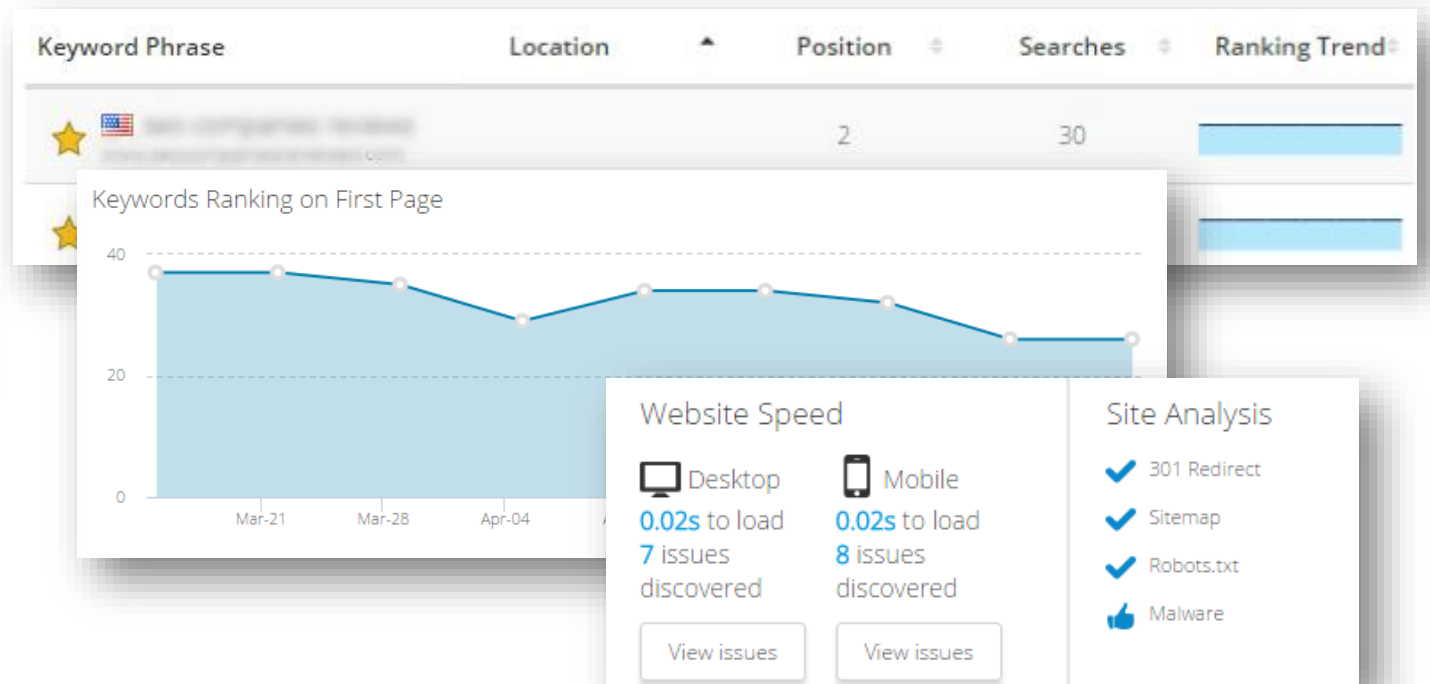 Keyword Phrase Location Position Searches Ranking Trend
2 30
Keywords Ranking on First Page
40
20
0
Mar-21 Mar-28 Apr-04
Website Speed
Desktop Mobile
0.02s to load 0.02s to load
7 issues 8 issues
discovered discovered
View issues View issues
Site Analysis
301 Redirect
Sitemap
Robots.txt
Malware